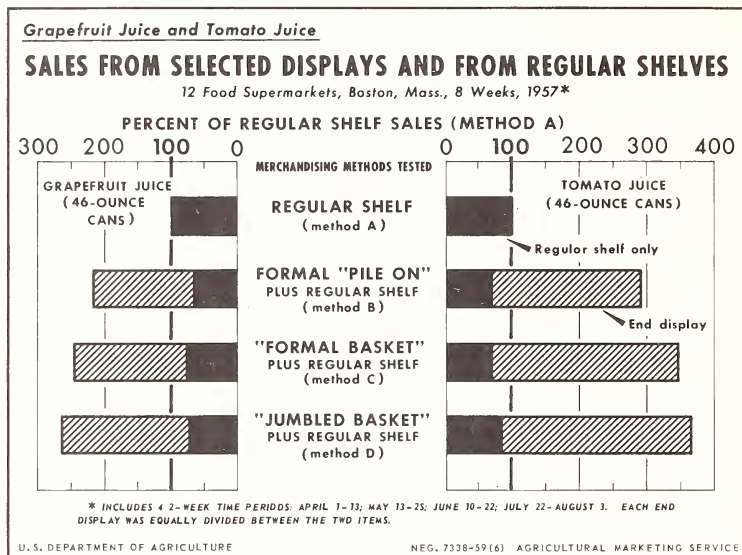 Grapefruit Juice and Tomato Juice
SALES FROM SELECTED DISPLAYS AND FROM REGULAR SHELVES
12 Food Supermarkets, Boston, Mass., 8 Weeks, 1957*
PERCENT OF REGULAR SHELF SALES (METHOD A)
300 200 100 0 0 100 200 300 400
MERCHANDISING METHODS TESTED
GRAPEFRUIT JUICE
(46-OUNCE
CANS)
TOMATO JUICE
(46-OUNCE CANS)
REGULAR SHELF
(method A)
Regulor shelf only
FORMAL "PILE ON"
PLUS REGULAR SHELF
(method B)
End display
"FORMAL BASKET"
PLUS REGULAR SHELF
(method C)
"JUMBLED BASKET"
PLUS REGULAR SHELF
(method D)
* INCLUDES 4 2-WEEK TIME PERIODS: APRIL 1-13; MAY 13-25; JUNE 10-22; JULY 22-AUGUST 3. EACH END
DISPLAY WAS EQUALLY DIVIDED BETWEEN THE TWO ITEMS.
U.S. DEPARTMENT OF AGRICULTURE NEG. 7338-59(6) AGRICULTURAL MARKETING SERVICE